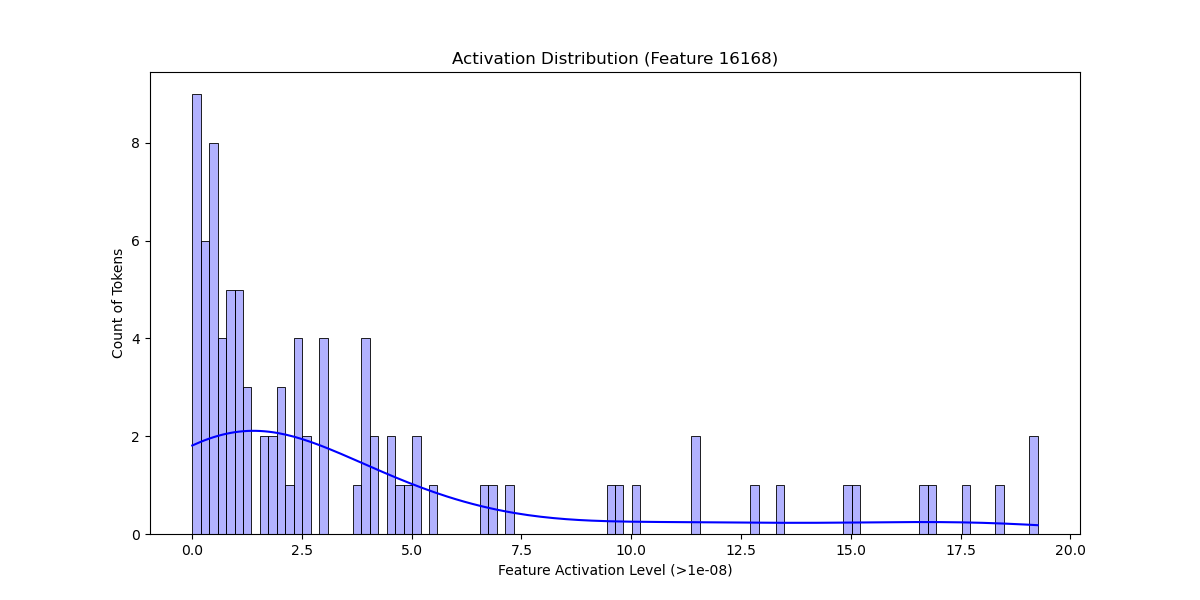 Activation Distribution (Feature 16168)
Count of Tokens
8
6
4
2
0
0.0 2.5 5.0 7.5 10.0 12.5 15.0 17.5 20.0
Feature Activation Level (>1e-08)